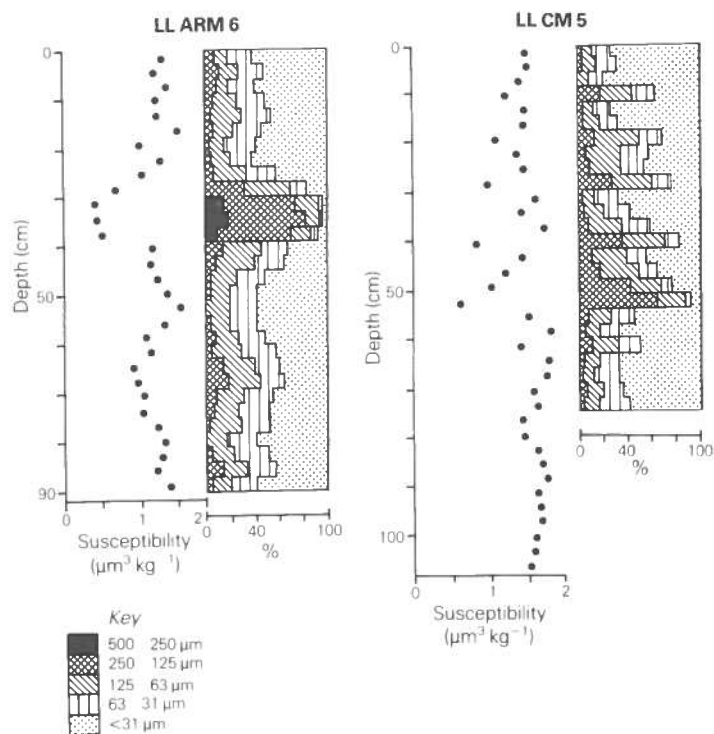 LL ARM 6
0
50
90
Depth (cm)
0 1 2
Susceptibility
(μm³ kg⁻¹)
0 40 100
%
LL CM 5
0
50
100
Depth (cm)
0 1 2
Susceptibility
(μm³ kg⁻¹)
0 40 100
%
Key
500 250 μm
250 125 μm
125 63 μm
63 31 μm
<31 μm